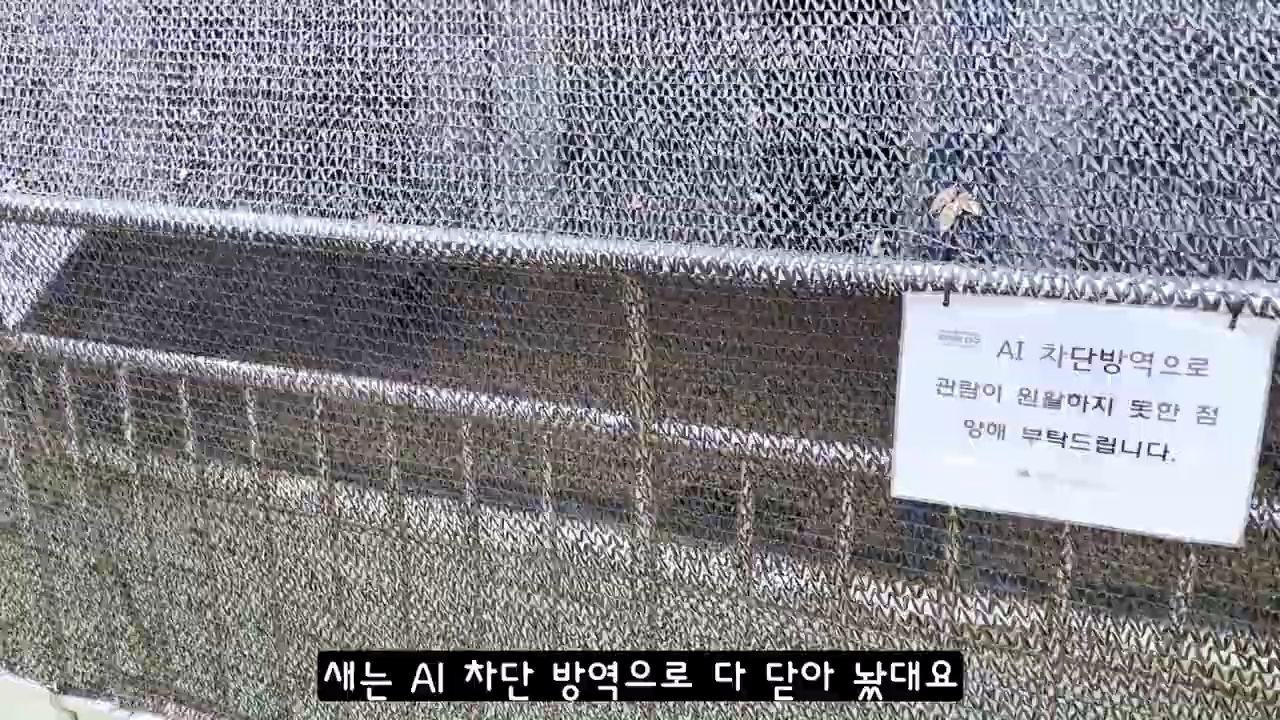 AI 차단방역으로
관람이 원활하지 못한 점
양해 부탁드립니다.
새는 AI 차단 방역으로 다 닫아 놨대요